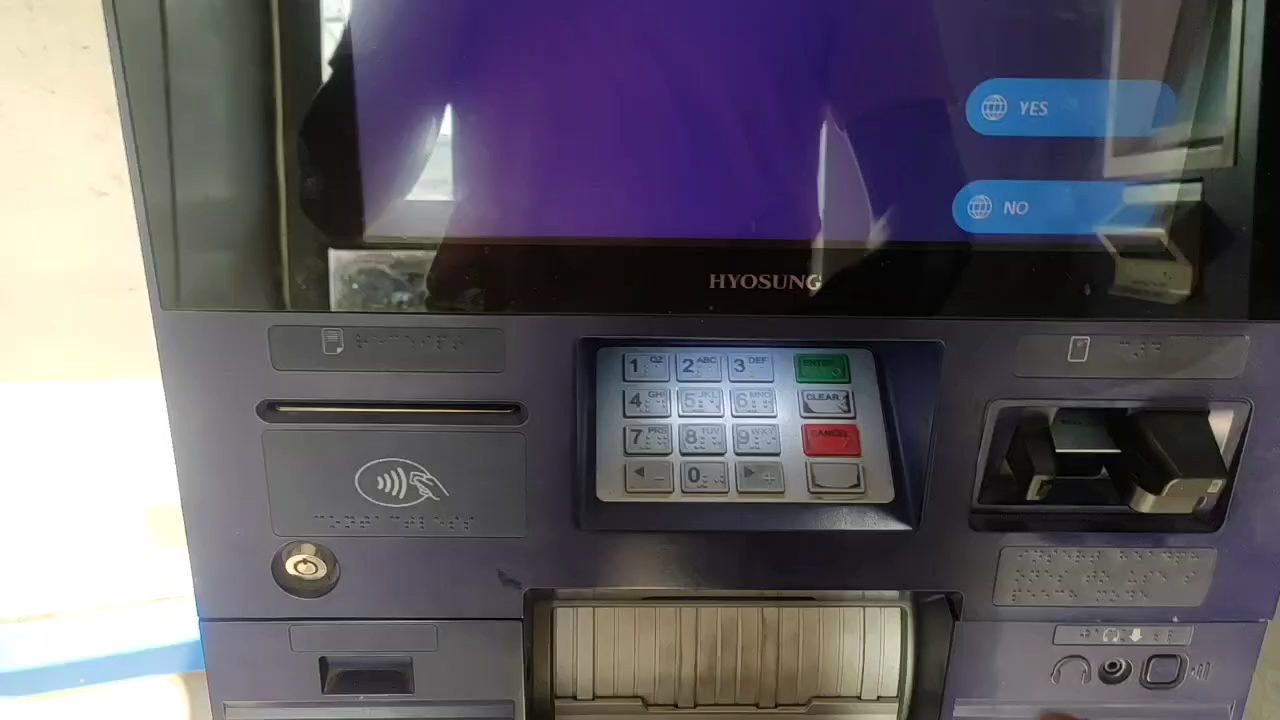 YES
NO
HYOSUNG
1 QZ 2 ABC 3 DEF ENTER
4 GHI 5 JKL 6 MNO CLEAR
7 PRS 8 TUV 9 WXY CANCEL
0